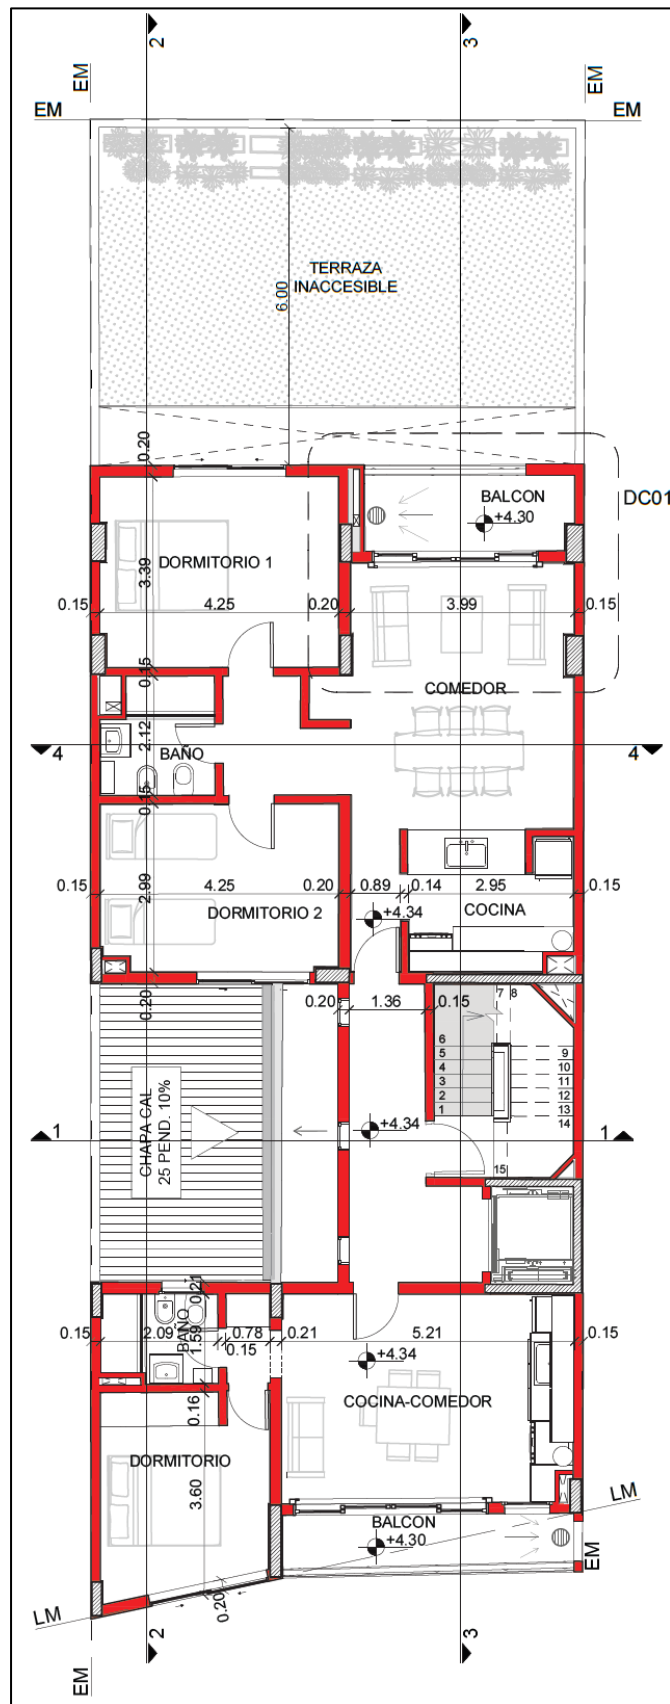 2
3
EM
EM
EM
EM
TERRAZA
INACCESIBLE
6.00
0.20
BALCON
DC01
+4.30
DORMITORIO 1
3.39
0.15
4.25
0.20
3.99
0.15
0.15
COMEDOR
2.12
BAÑO
4
4
0.15
0.15
4.25
0.20
0.89
0.14
2.95
0.15
2.99
DORMITORIO 2
+4.34
COCINA
0.20
0.20
1.36
0.15
7
8
6
5
4
3
2
1
9
10
11
12
13
14
15
CHAPA CAL
25 PEND. 10%
1
+4.34
1
0.21
0.15
2.09
BAÑO
1.59
0.78
0.15
0.21
5.21
0.15
+4.34
0.16
COCINA-COMEDOR
DORMITORIO
3.60
LM
BALCON
+4.30
EM
0.20
LM
2
3
EM